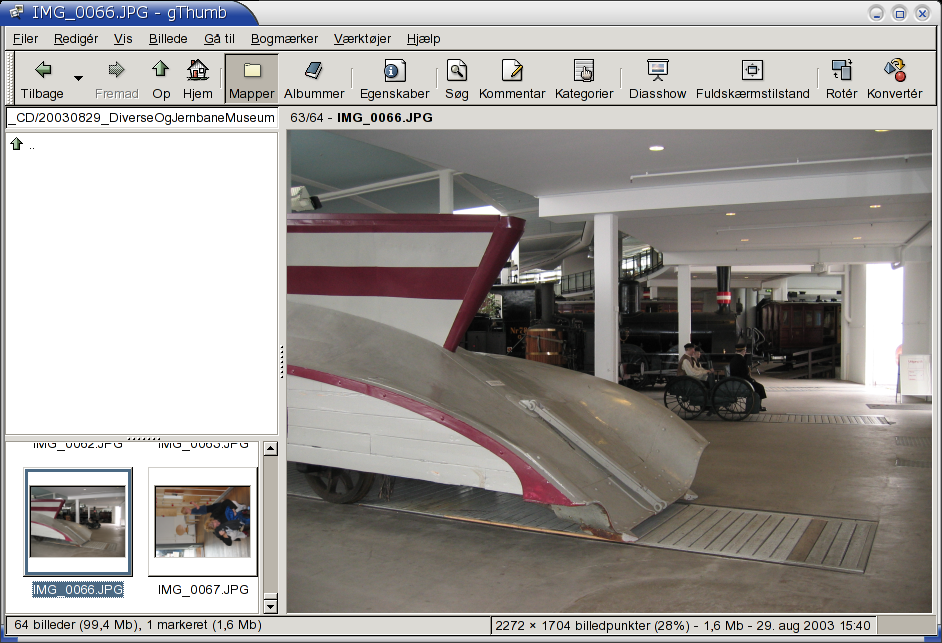 IMG_0066.JPG - gThumb
Filer Redigér Vis Billede Gå til Bogmærker Værktøjer Hjælp
Tilbage Fremad Op Hjem Mapper Albummer Egenskaber Søg Kommentar Kategorier Diasshow Fuldskærmstilstand Rotér Konvertér
_CD/20030829_DiverseOgJernbaneMuseum
63/64 - IMG_0066.JPG
..
IMG_0062.JPG IMG_0063.JPG
IMG_0066.JPG IMG_0067.JPG
64 billeder (99,4 Mb), 1 markeret (1,6 Mb)
2272 × 1704 billedpunkter (28%) - 1,6 Mb - 29. aug 2003 15:40